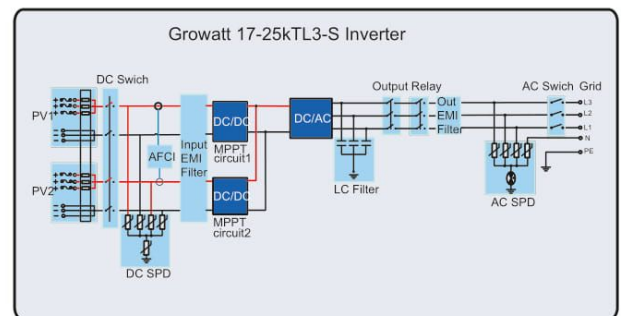 Growatt 17-25kTL3-S Inverter
DC Swich
PV1
PV2
AFCI
DC SPD
Input
EMI
Filter
DC/DC
MPPT
circuit1
DC/DC
MPPT
circuit2
DC/AC
LC Filter
Output Relay
Out
EMI
Filter
AC Swich
Grid
L3
L2
L1
N
PE
AC SPD